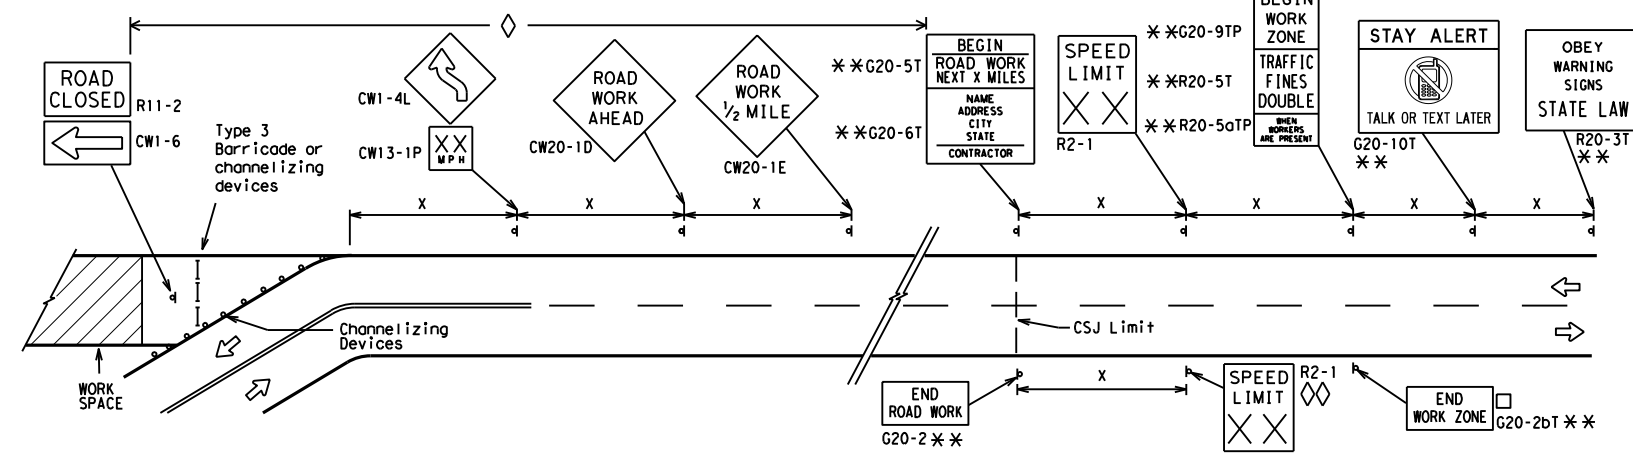 ROAD
CLOSED
R11-2
CW1-6
Type 3
Barricade or
channelizing
devices
CW1-4L
CW13-1P
XX
MPH
ROAD
WORK
AHEAD
CW20-1D
ROAD
WORK
1/2 MILE
CW20-1E
**G20-5T
**G20-6T
BEGIN
ROAD WORK
NEXT X MILES
NAME
ADDRESS
CITY
STATE
CONTRACTOR
SPEED
LIMIT
XX
R2-1
**G20-9TP
**R20-5T
**R20-5aTP
BEGIN
WORK
ZONE
TRAFFIC
FINES
DOUBLE
WHEN
WORKERS
ARE PRESENT
STAY ALERT
TALK OR TEXT LATER
G20-10T
**
OBEY
WARNING
SIGNS
STATE LAW
R20-3T
**
X
X
X
X
X
X
X
Channelizing
Devices
WORK
SPACE
CSJ Limit
X
END
ROAD WORK
G20-2**
SPEED
LIMIT
XX
R2-1
END
WORK ZONE
G20-2bT**